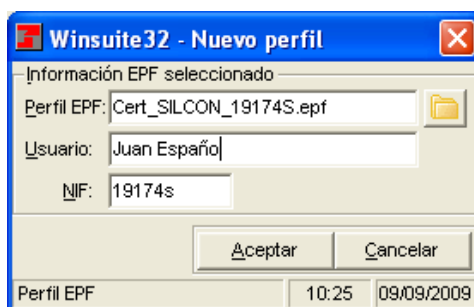 Winsuite32 - Nuevo perfil
Información EPF seleccionado
Perfil EPF: Cert_SILCON_19174S.epf
Usuario: Juan Españo
NIF: 19174s
Aceptar Cancelar
Perfil EPF 10:25 09/09/2009